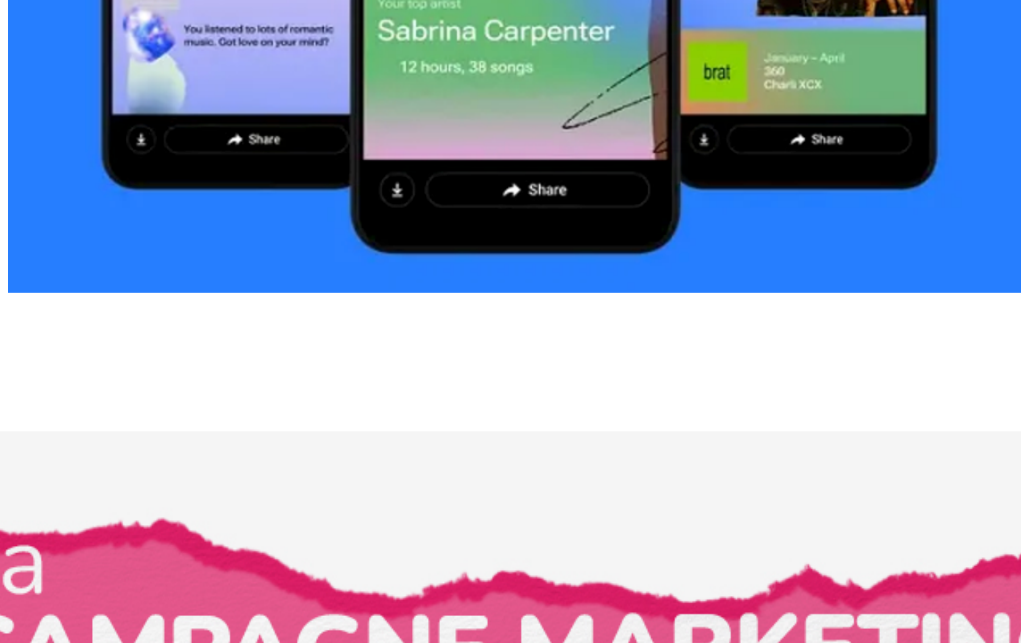 You listened to lots of romantic
music. Got love on your mind?
Share
Your top artist
Sabrina Carpenter
12 hours, 38 songs
Share
brat
January – April
360
Charli XCX
Share
a
CAMPAGNE MARKETING